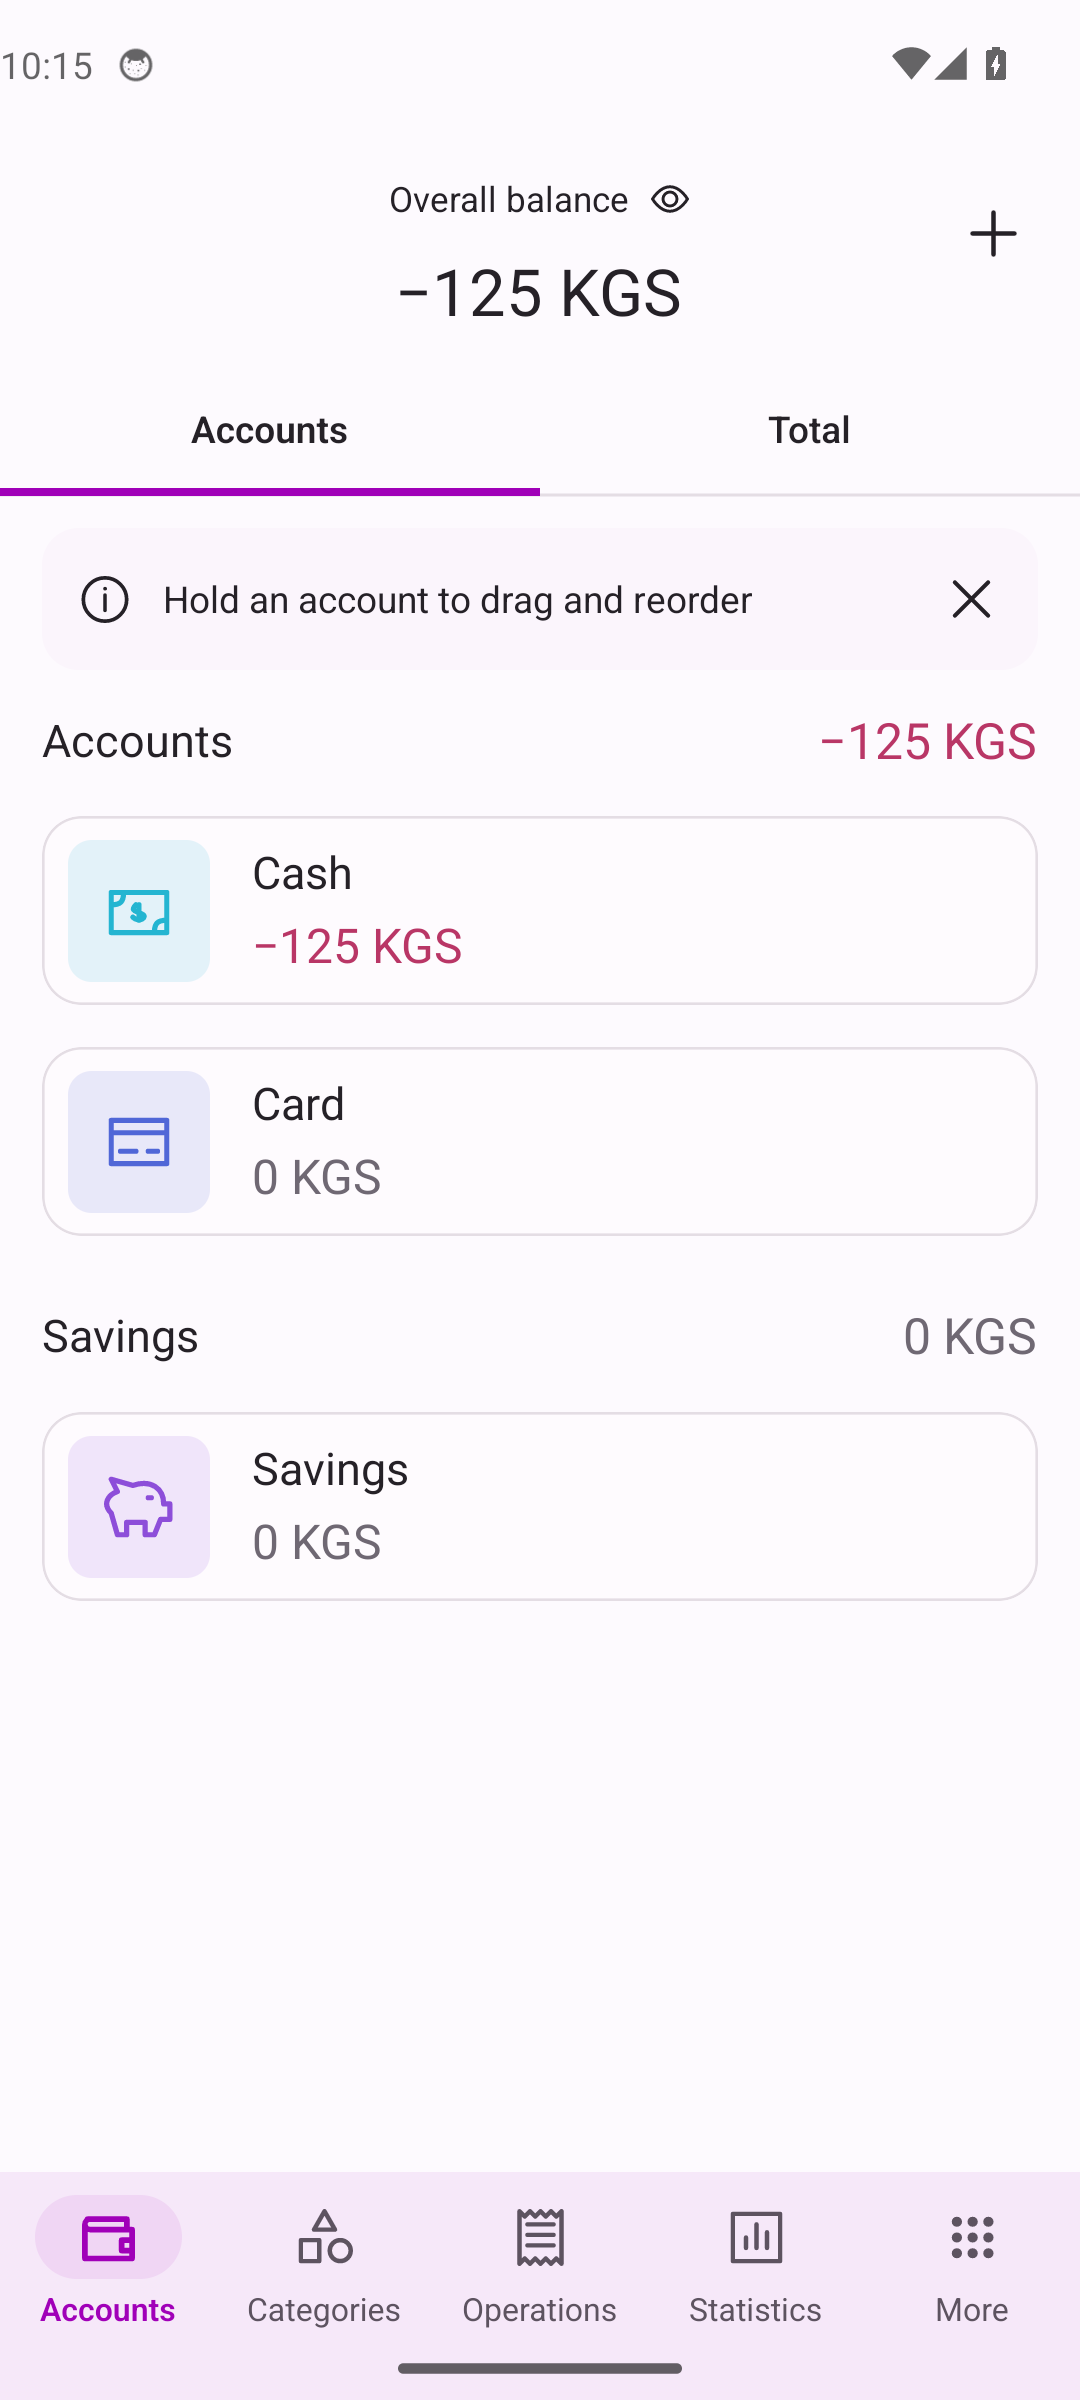 10:15
Overall balance
−125 KGS
Accounts
Total
Hold an account to drag and reorder
Accounts
−125 KGS
Cash
−125 KGS
Card
0 KGS
Savings
0 KGS
Savings
0 KGS
Accounts
Categories
Operations
Statistics
More